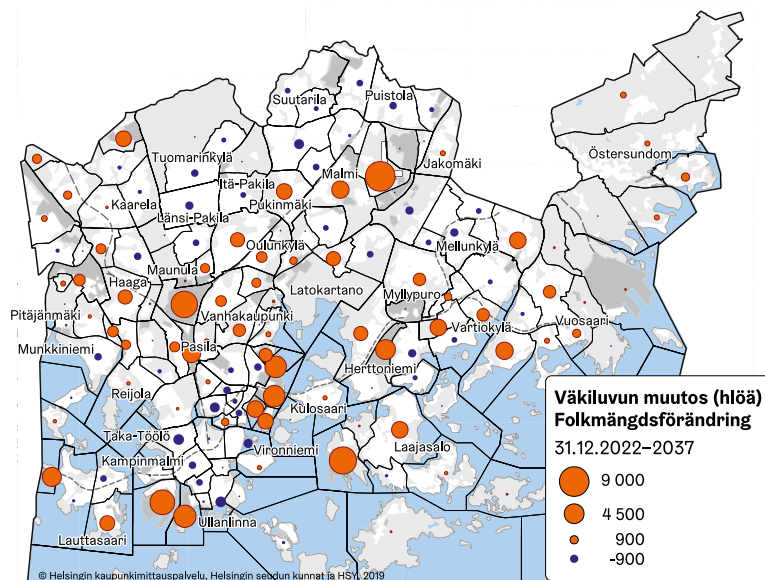 Suutarila
Puistola
Tuomarinkylä
Östersundom
Jakomäki
Malmi
Itä-Pakila
Kaarela
Pukinmäki
Länsi-Pakila
Oulunkylä
Mellunkylä
Maunula
Haaga
Latokartano
Myllypuro
Pitäjänmäki
Vanhakaupunki
Vuosaari
Vartiokylä
Munkkiniemi
Pasila
Herttoniemi
Reijola
Kulosaari
Taka-Töölö
Vironniemi
Laajasalo
Kampinmalmi
Ullanlinna
Lauttasaari
Väkiluvun muutos (hlöä)
Folkmängdsförändring
31.12.2022–2037
9 000
4 500
900
-900
© Helsingin kaupunkimittauspalvelu, Helsingin seudun kunnat ja HSY, 2019